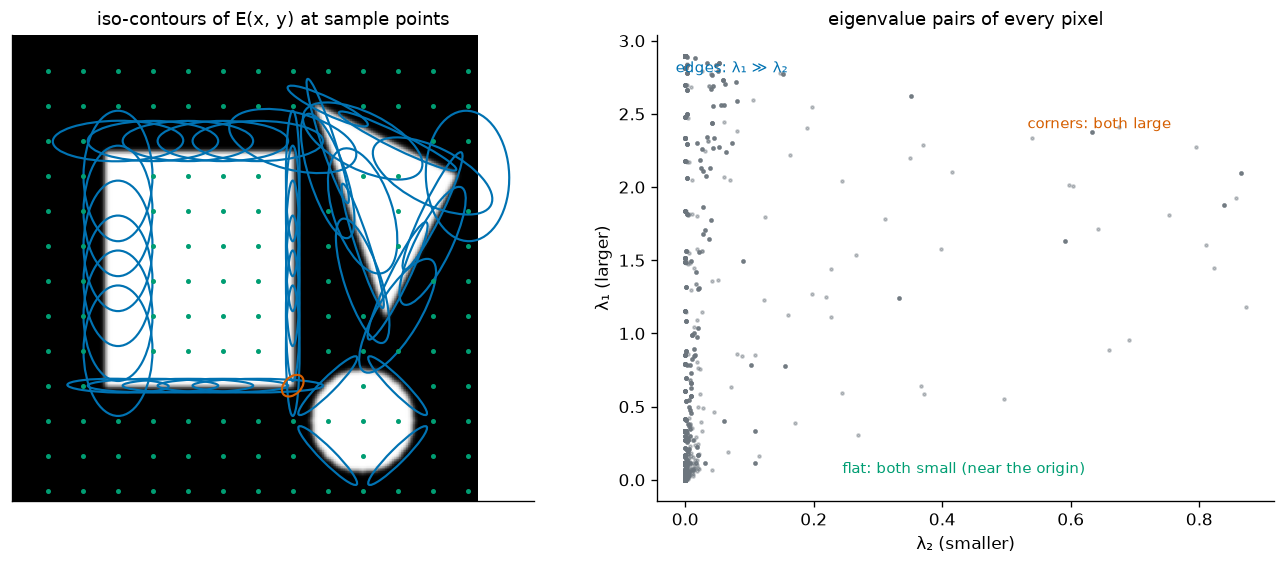 iso-contours of E(x, y) at sample points
eigenvalue pairs of every pixel
3.0
2.5
2.0
1.5
1.0
0.5
0.0
λ₁ (larger)
edges: λ₁ ≫ λ₂
corners: both large
flat: both small (near the origin)
0.0 0.2 0.4 0.6 0.8
λ₂ (smaller)